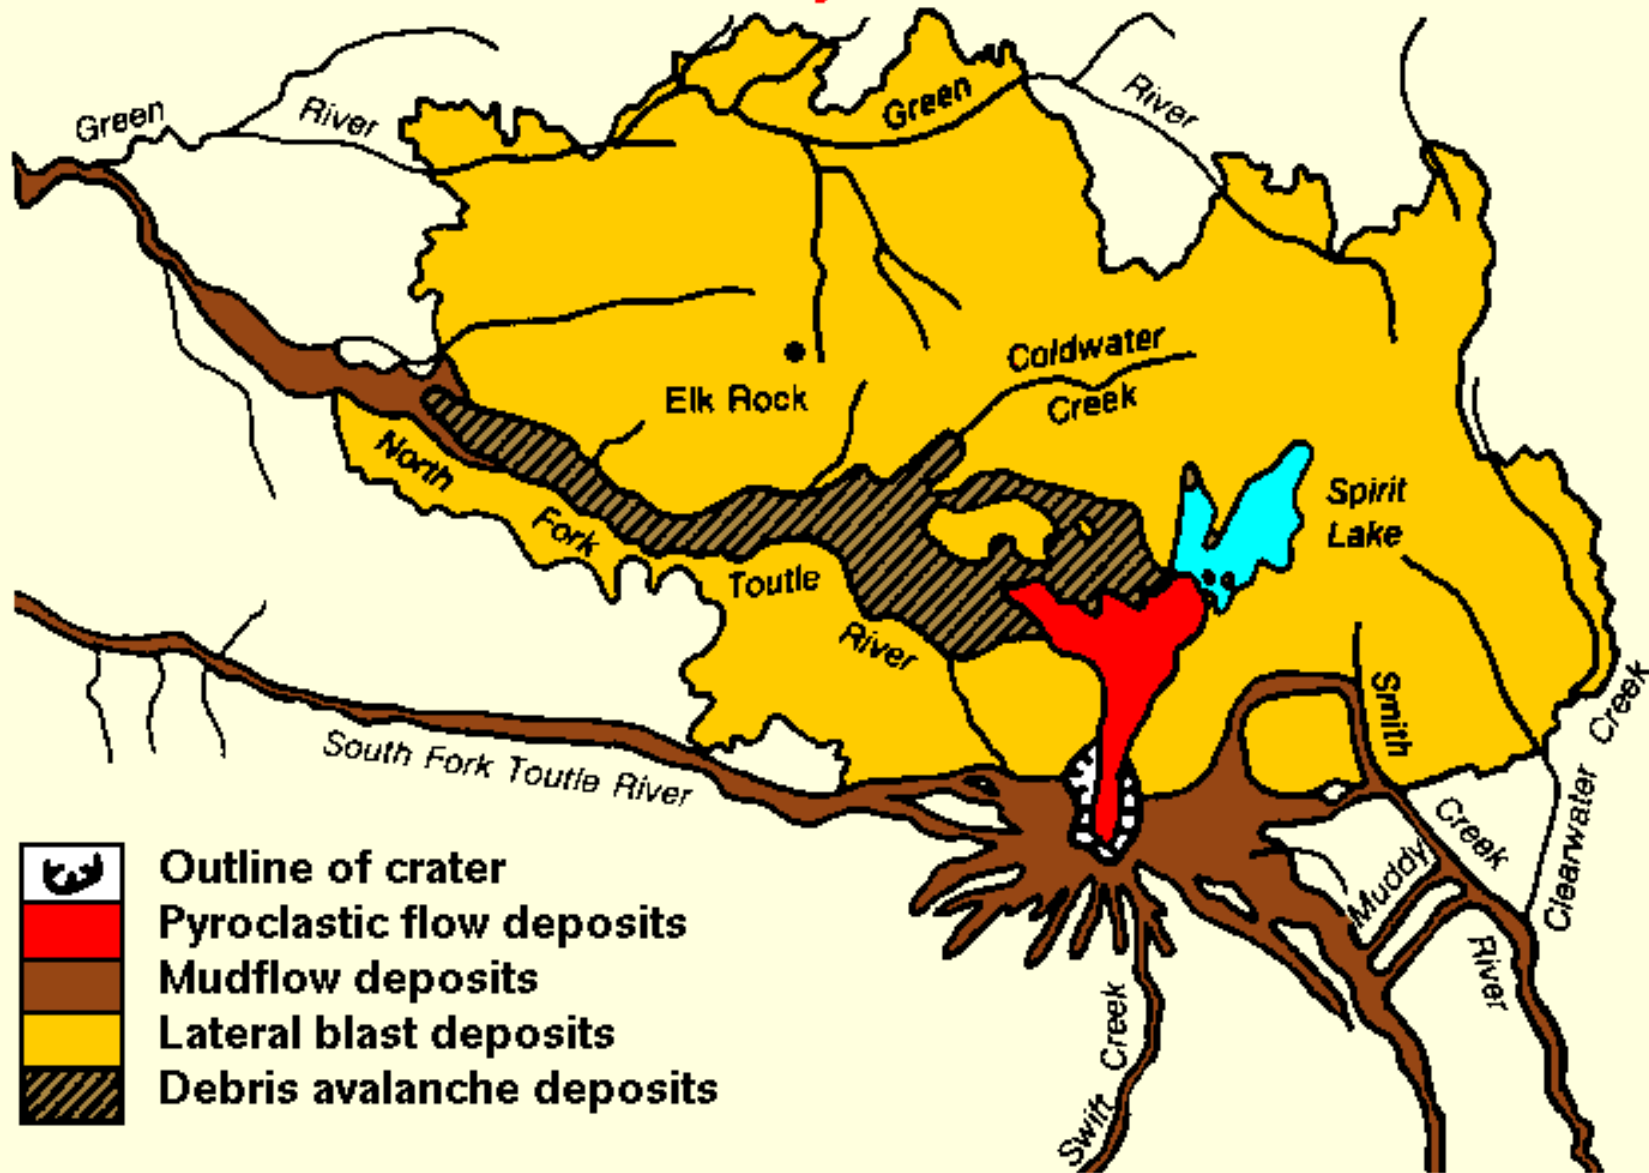 Green
River
Green
River
Coldwater
Creek
Elk Rock
North
Fork
Toutle
River
Spirit
Lake
Smith
Creek
Clearwater
Creek
South Fork Toutle River
Muddy
River
Swift
Creek
Outline of crater
Pyroclastic flow deposits
Mudflow deposits
Lateral blast deposits
Debris avalanche deposits